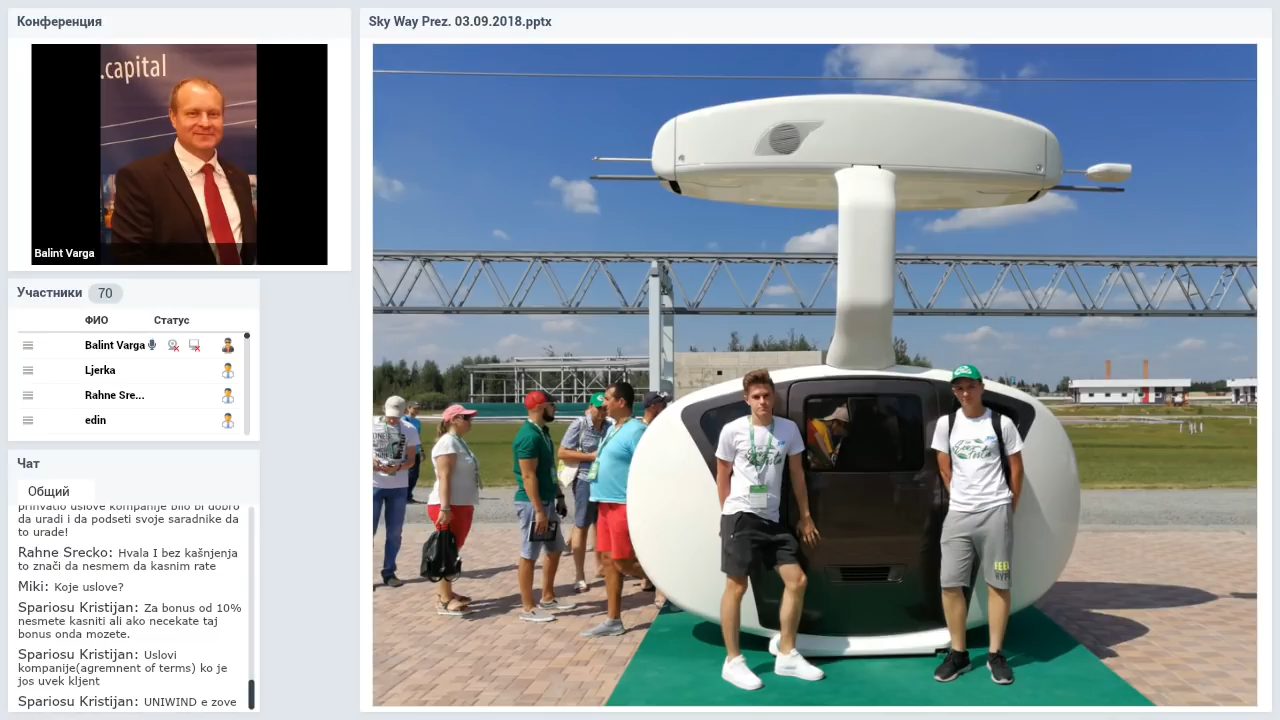 Конференция
.capital
Balint Varga
Участники 70
ФИО Статус
Balint Varga
Ljerka
Rahne Sre...
edin
Чат
Общий
prihvatio uslove kompanije bilo bi dobro
da uradi i da podseti svoje saradnike da
to urade!
Rahne Srecko: Hvala I bez kašnjenja
to znači da nesmem da kasnim rate
Miki: Koje uslove?
Spariosu Kristijan: Za bonus od 10%
nesmete kasniti ali ako necekate taj
bonus onda mozete.
Spariosu Kristijan: Uslovi
kompanije(agremnent of terms) ko je
jos uvek kljent
Spariosu Kristijan: UNIWIND e zove
Sky Way Prez. 03.09.2018.pptx
FEEL
HYPE